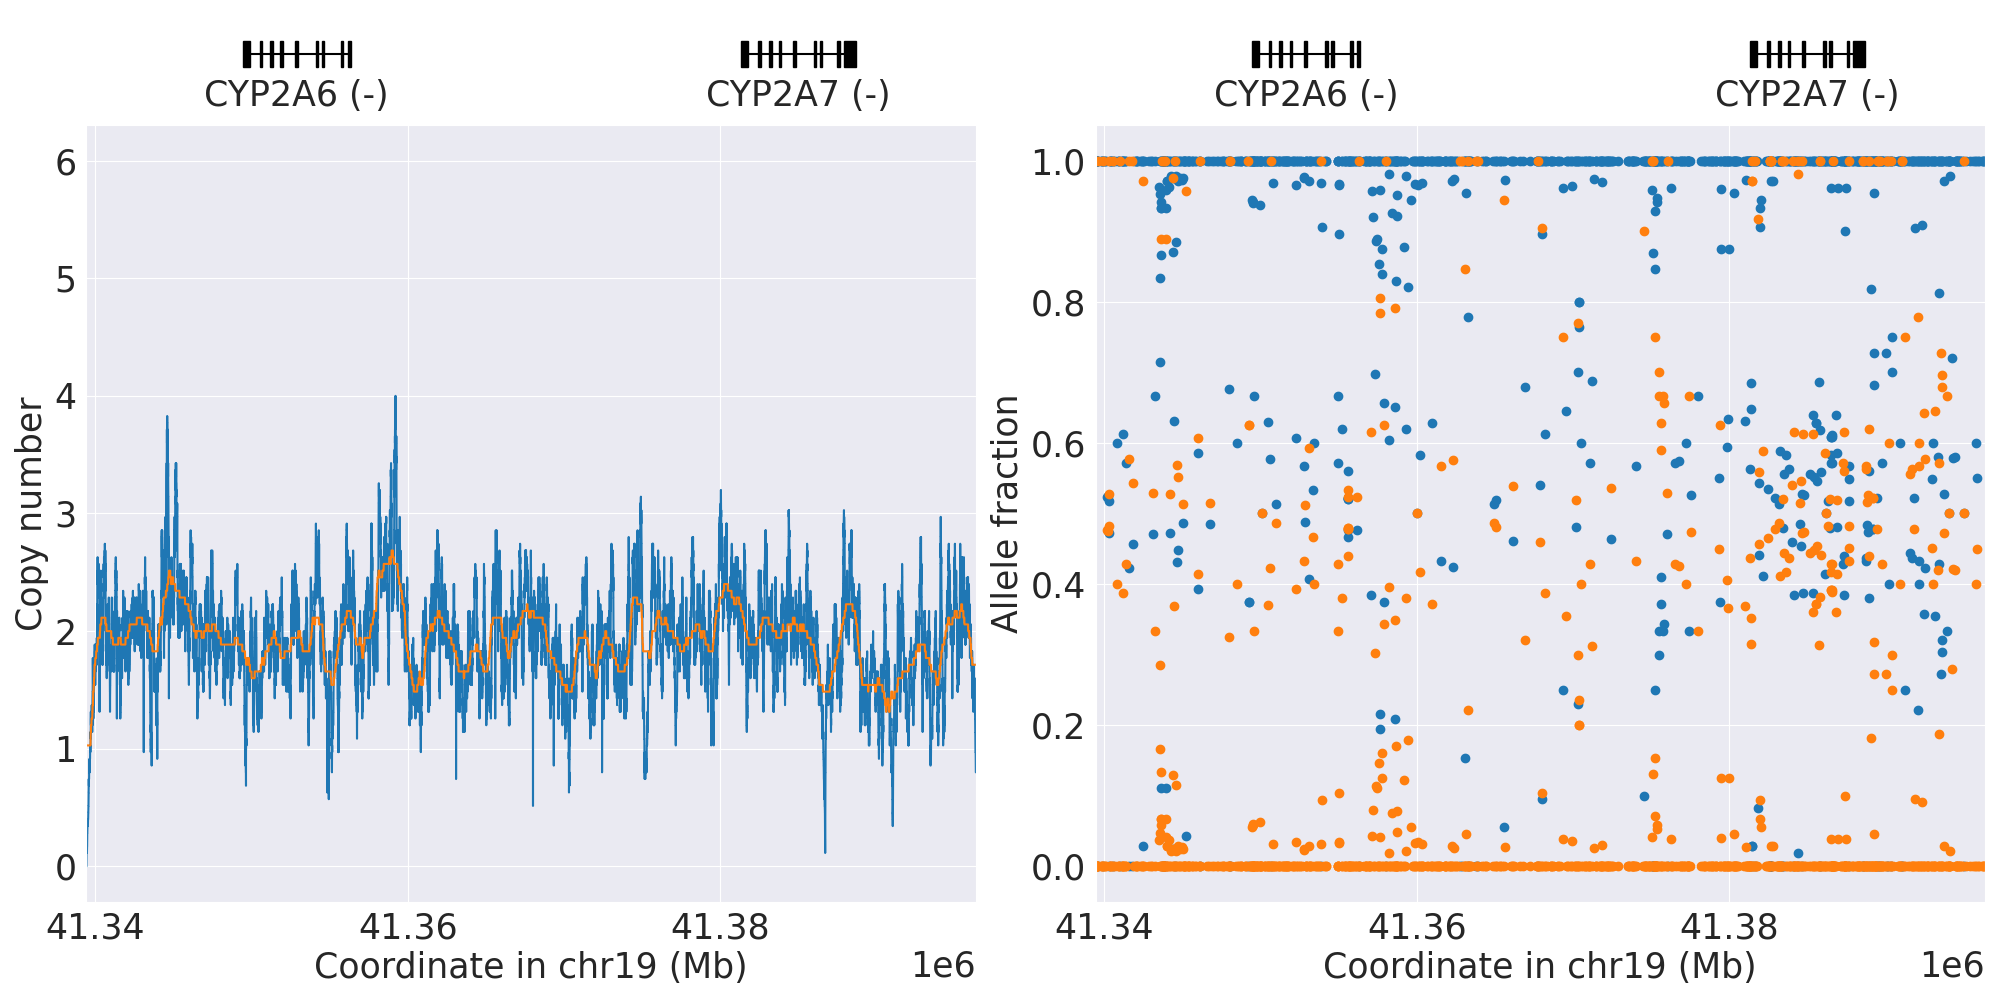 CYP2A6 (-)
CYP2A7 (-)
6
5
4
3
2
1
0
Copy number
41.34
41.36
41.38
Coordinate in chr19 (Mb)
1e6
CYP2A6 (-)
CYP2A7 (-)
1.0
0.8
0.6
0.4
0.2
0.0
Allele fraction
41.34
41.36
41.38
Coordinate in chr19 (Mb)
1e6